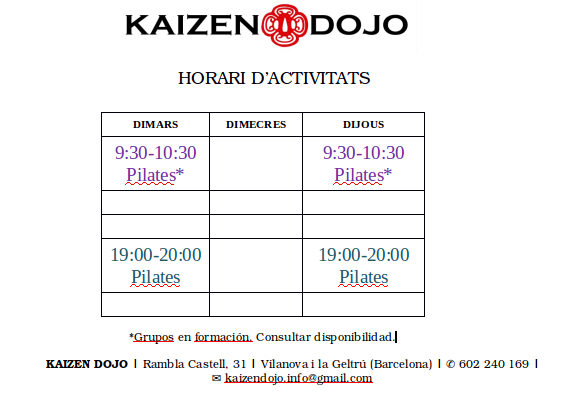 KAIZEN DOJO
HORARI D'ACTIVITATS
DIMARS DIMECRES DIJOUS
9:30-10:30 9:30-10:30
Pilates* Pilates*
19:00-20:00 19:00-20:00
Pilates Pilates
*Grupos en formación. Consultar disponibilidad.
KAIZEN DOJO I Rambla Castell, 31 I Vilanova i la Geltrú (Barcelona) I ✆ 602 240 169 I
✉ kaizendojo.info@gmail.com